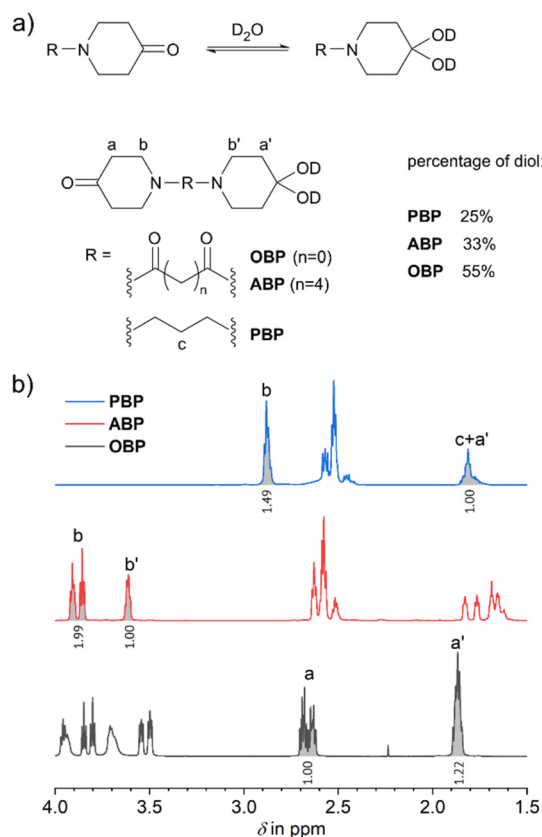 a)
R
N
O
D₂O
R
N
OD
OD
a b b' a'
O
N R N
OD
OD
percentage of diol:
PBP 25%
ABP 33%
OBP 55%
R =
O O
n
OBP (n=0)
ABP (n=4)
c
PBP
b)
PBP
ABP
OBP
b
c+a'
1.49
1.00
b
b'
1.99
1.00
a
a'
1.00
1.22
4.0 3.5 3.0 2.5 2.0 1.5
δ in ppm